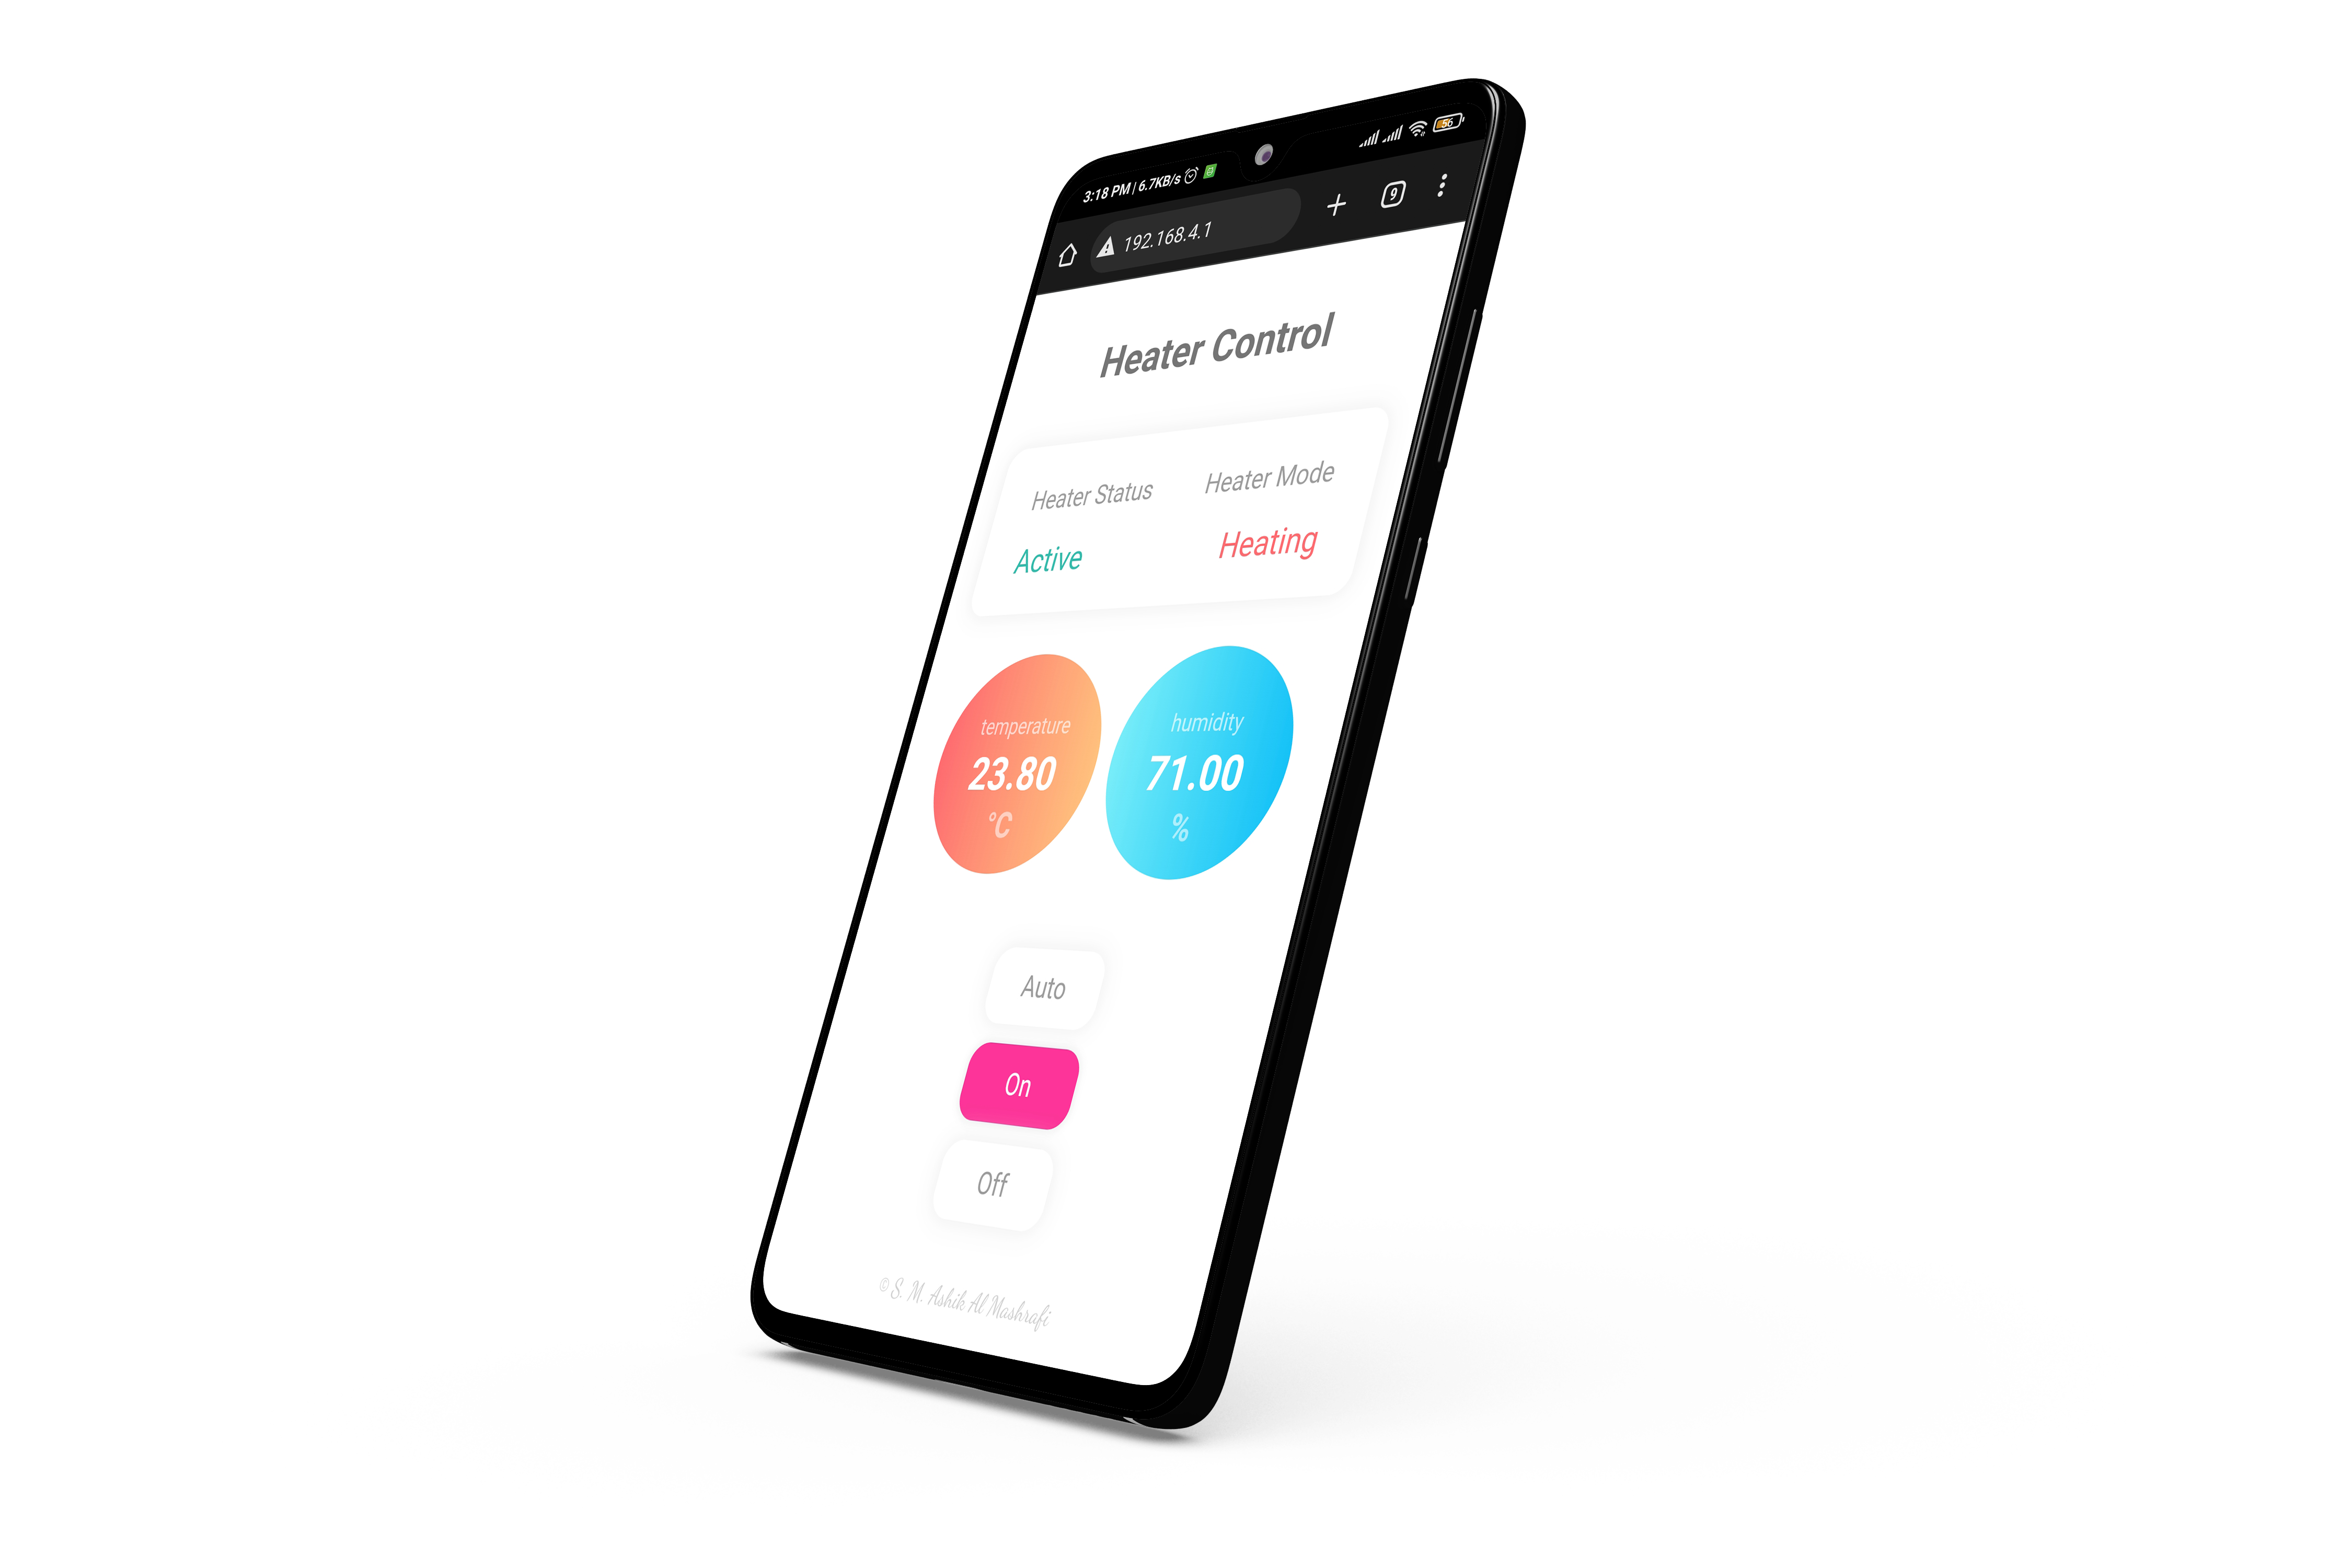 3:18 PM | 6.7KB/s
56
192.168.4.1
9
Heater Control
Heater Status Heater Mode
Active Heating
temperature humidity
23.80 71.00
°C %
Auto
On
Off
© S. M. Ashik Al Mashrafi